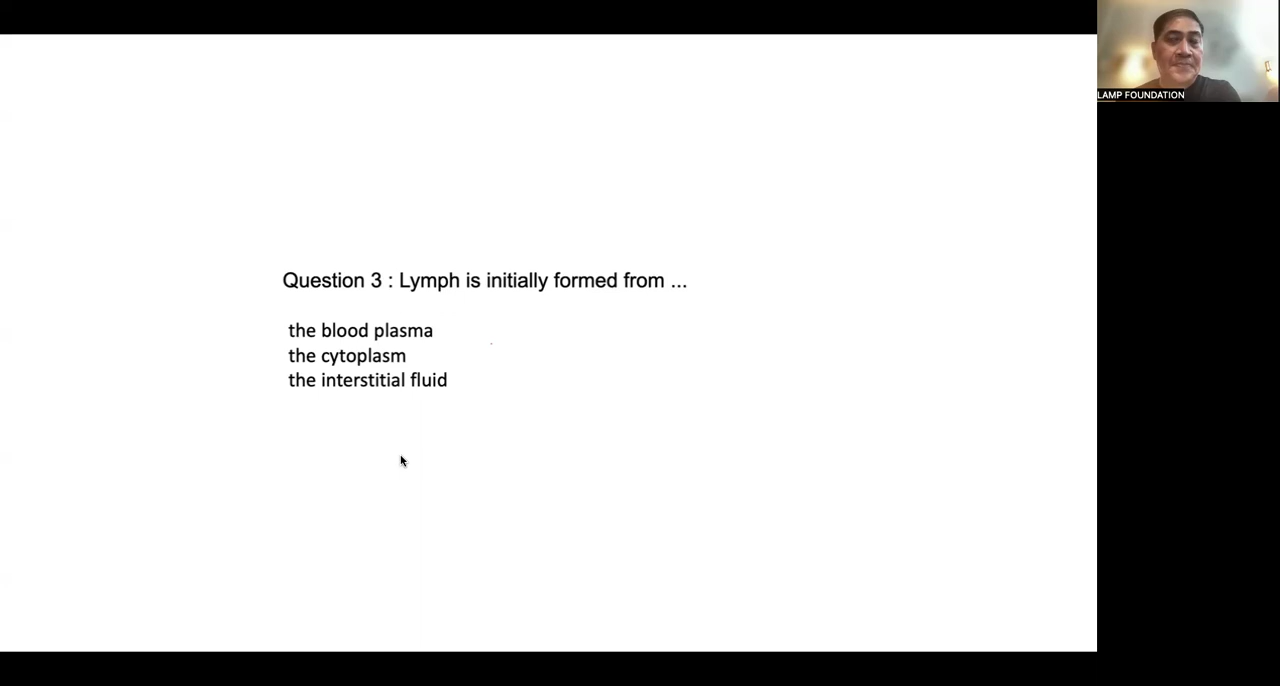 LAMP FOUNDATION
Question 3 : Lymph is initially formed from ...
the blood plasma
the cytoplasm
the interstitial fluid